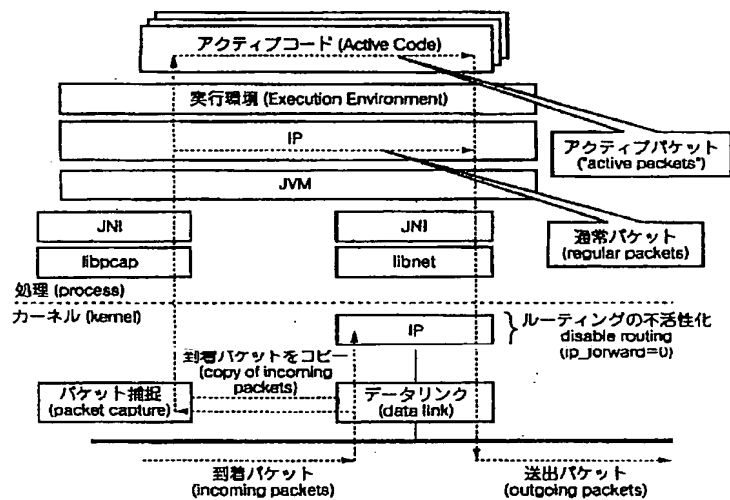 アクティブコード (Active Code)
実行環境 (Execution Environment)
IP
アクティブパケット
("active packets")
JVM
JNI
JNI
通常パケット
(regular packets)
libpcap
libnet
処理 (process)
カーネル (kernel)
IP
ルーティングの不活性化
disable routing
(ip_forward=0)
到着パケットをコピー
(copy of incoming
packets)
パケット捕捉
(packet capture)
データリンク
(data link)
到着パケット
(incoming packets)
送出パケット
(outgoing packets)